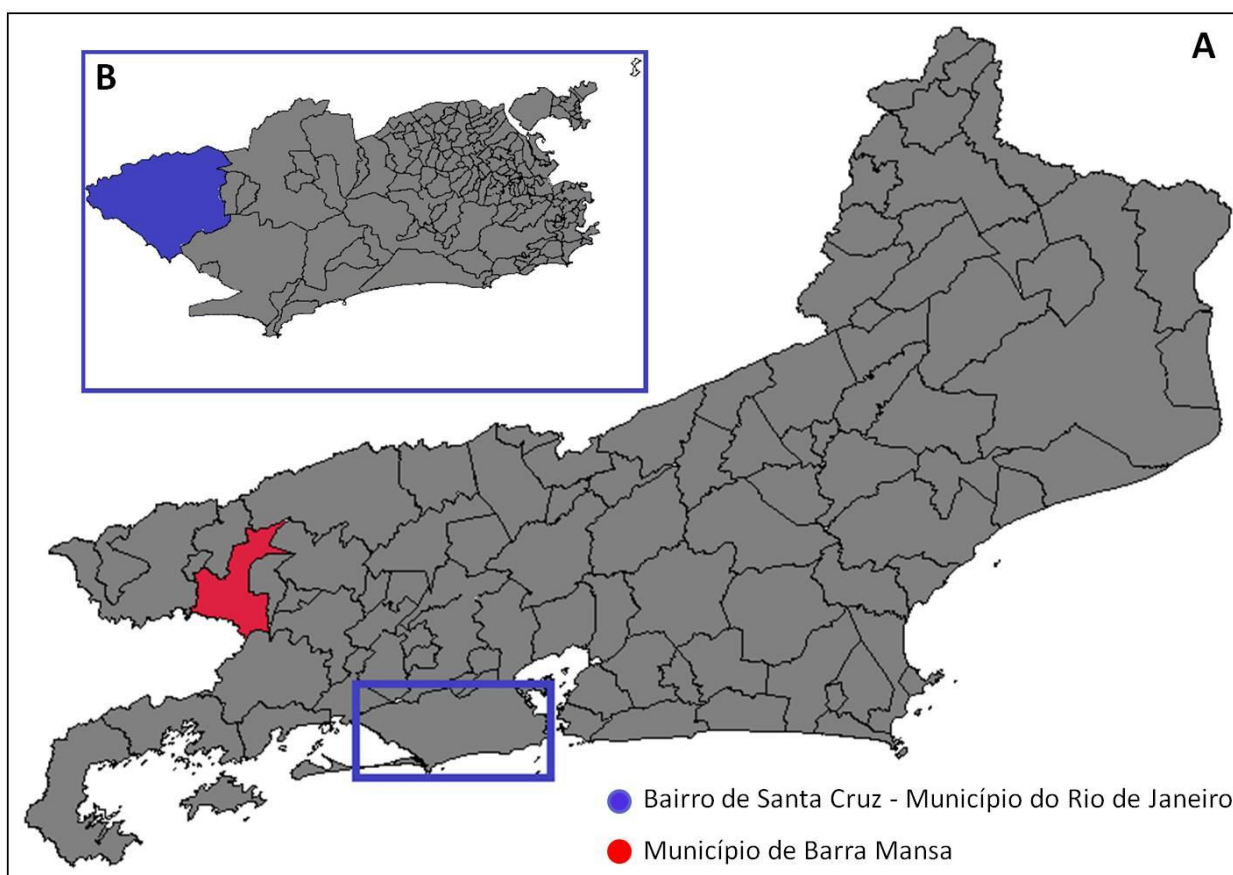 B
A
Bairro de Santa Cruz - Município do Rio de Janeiro
Município de Barra Mansa